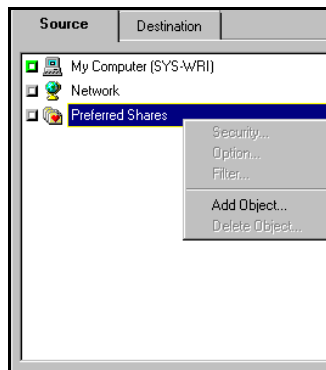 Source
Destination
My Computer (SYS-WRI)
Network
Preferred Shares
Security...
Option...
Filter...
Add Object...
Delete Object...